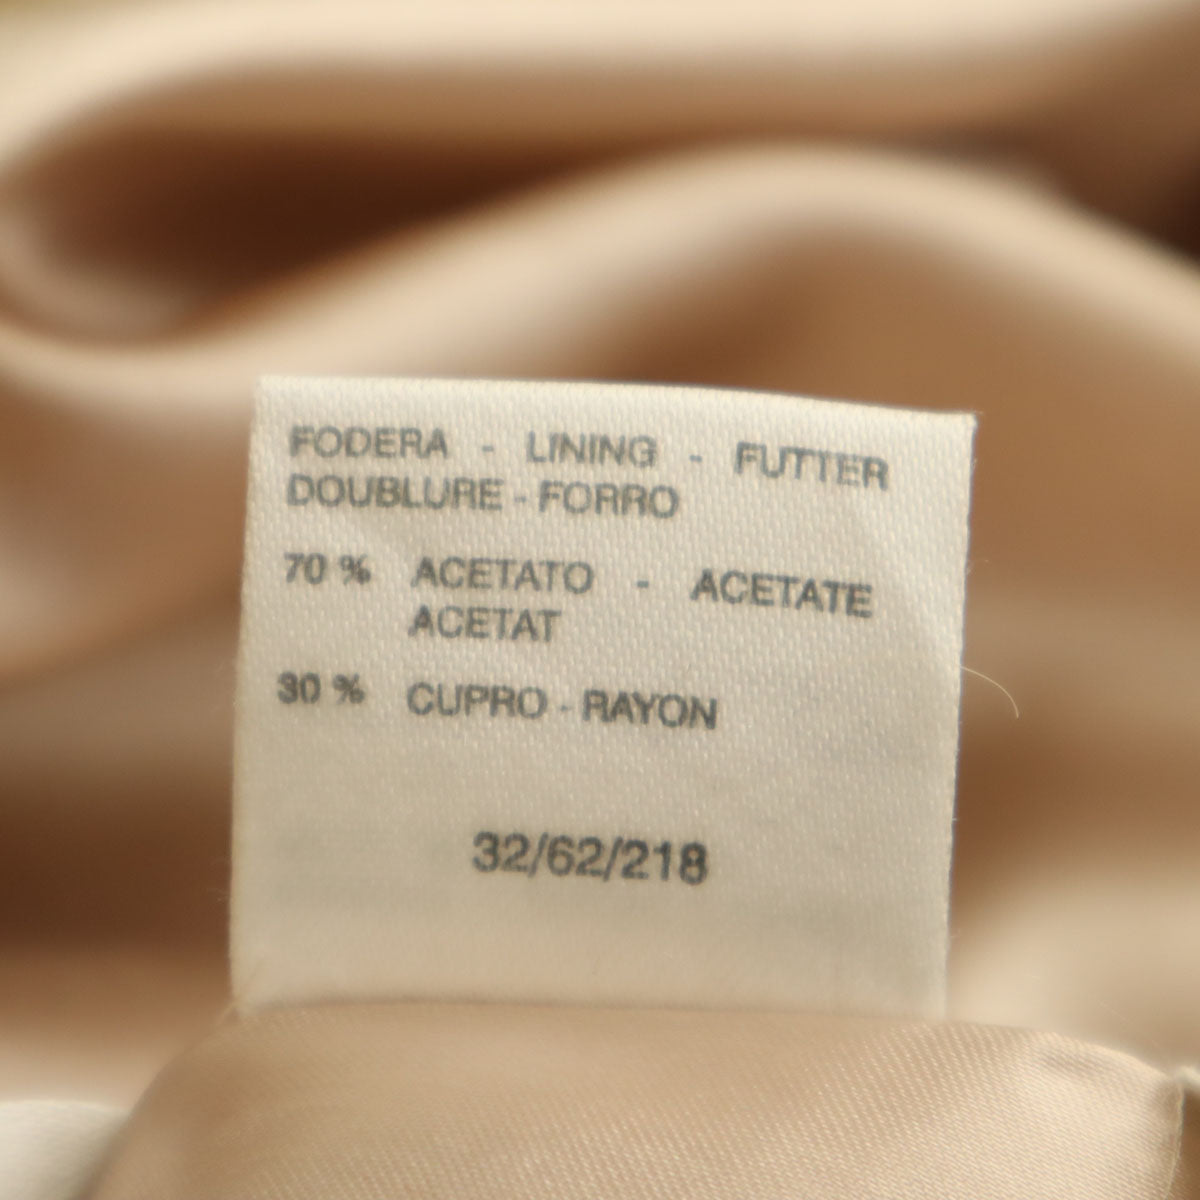 FODERA - LINING - FUTTER
DOUBLURE - FORRO
70 % ACETATO - ACETATE
ACETAT
30 % CUPRO - RAYON
32/62/218